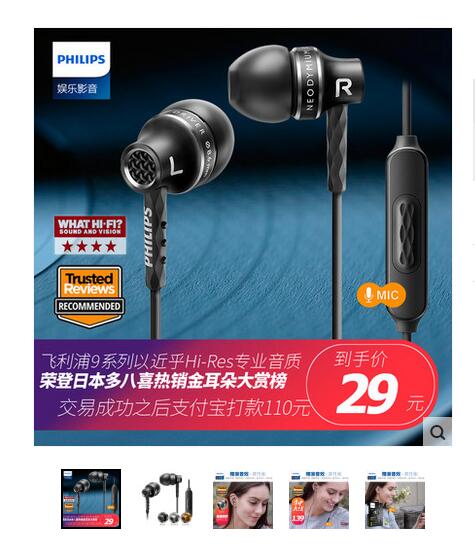 PHILIPS
娱乐影音
NEODYMIUM
R
DRIVER
L
PHILIPS
WHAT HI-FI?
SOUND AND VISION
★★★★
Trusted
Reviews
RECOMMENDED
MIC
飞利浦9系列以近乎Hi-Res专业音质
荣登日本多八喜热销金耳朵大赏榜
交易成功之后支付宝打款110元
到手价
29元